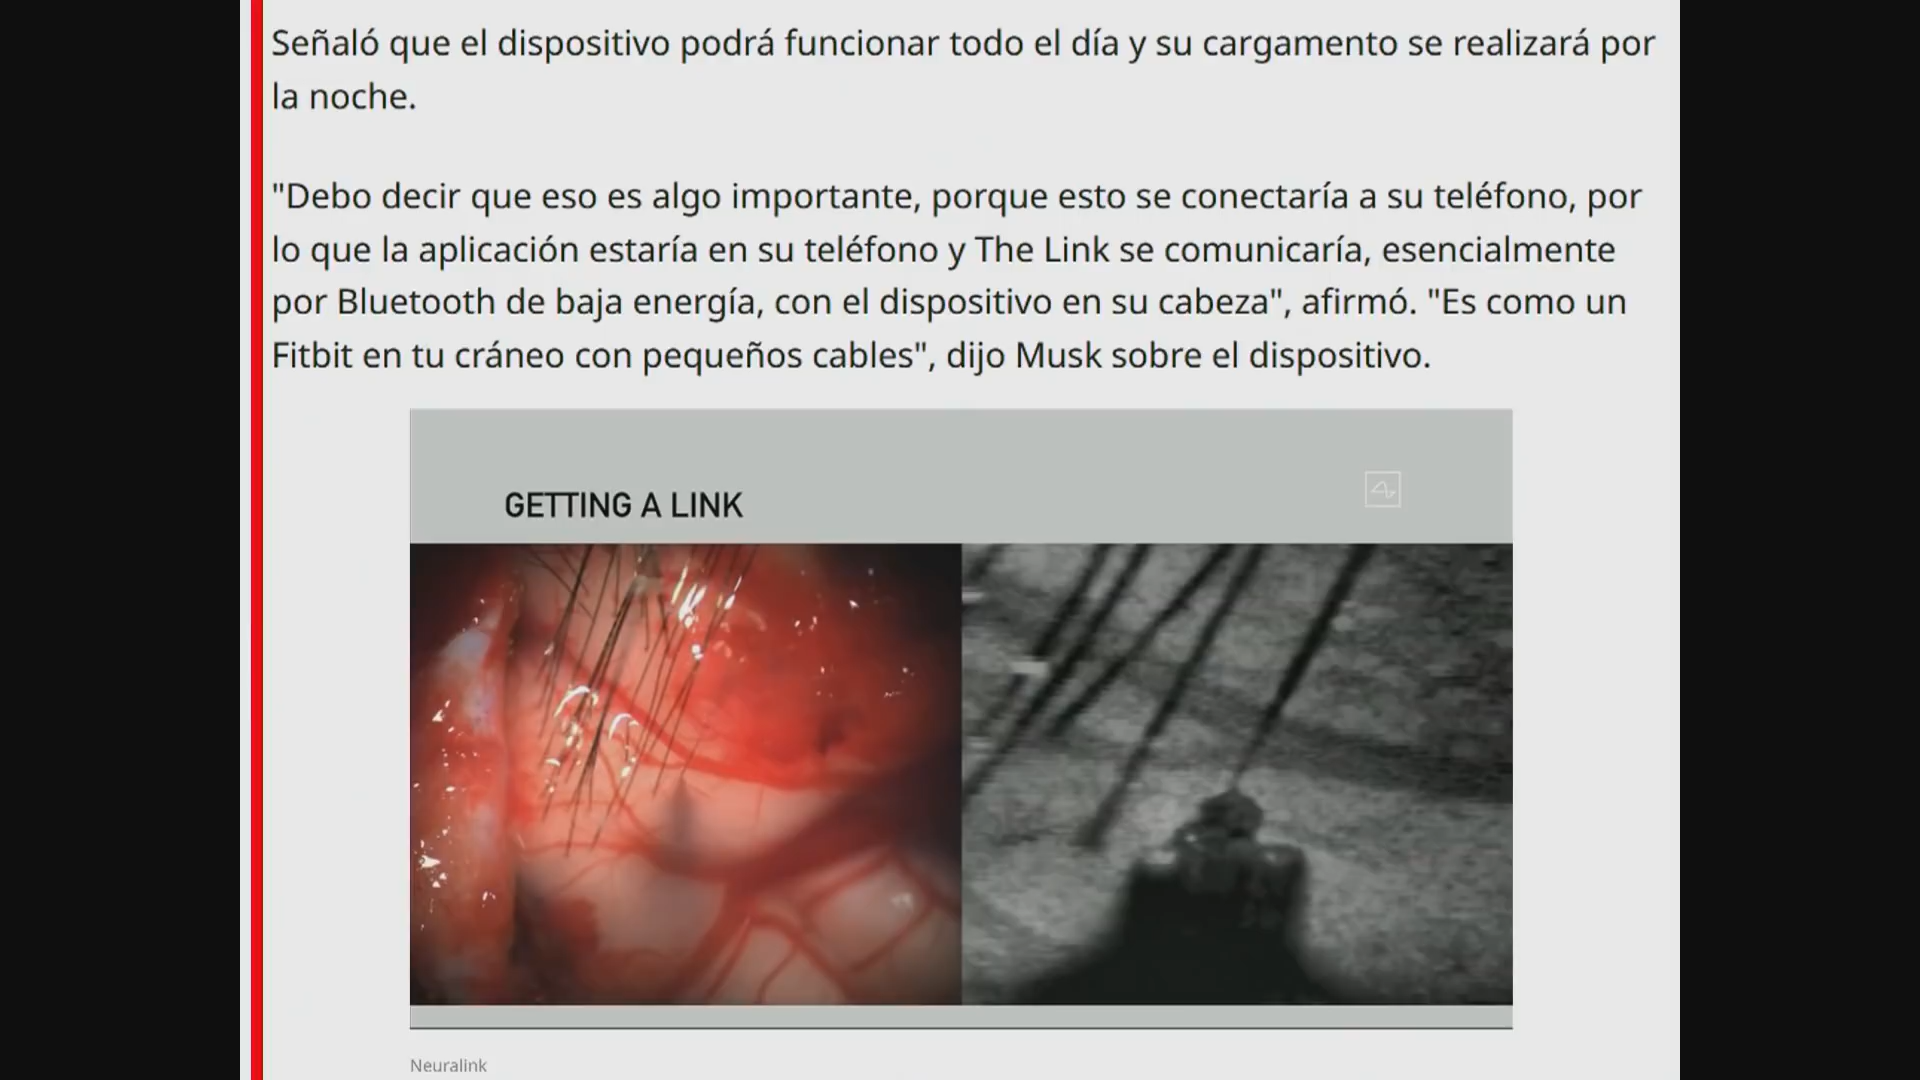 Señaló que el dispositivo podrá funcionar todo el día y su cargamento se realizará por
la noche.
"Debo decir que eso es algo importante, porque esto se conectaría a su teléfono, por
lo que la aplicación estaría en su teléfono y The Link se comunicaría, esencialmente
por Bluetooth de baja energía, con el dispositivo en su cabeza", afirmó. "Es como un
Fitbit en tu cráneo con pequeños cables", dijo Musk sobre el dispositivo.
GETTING A LINK
Neuralink